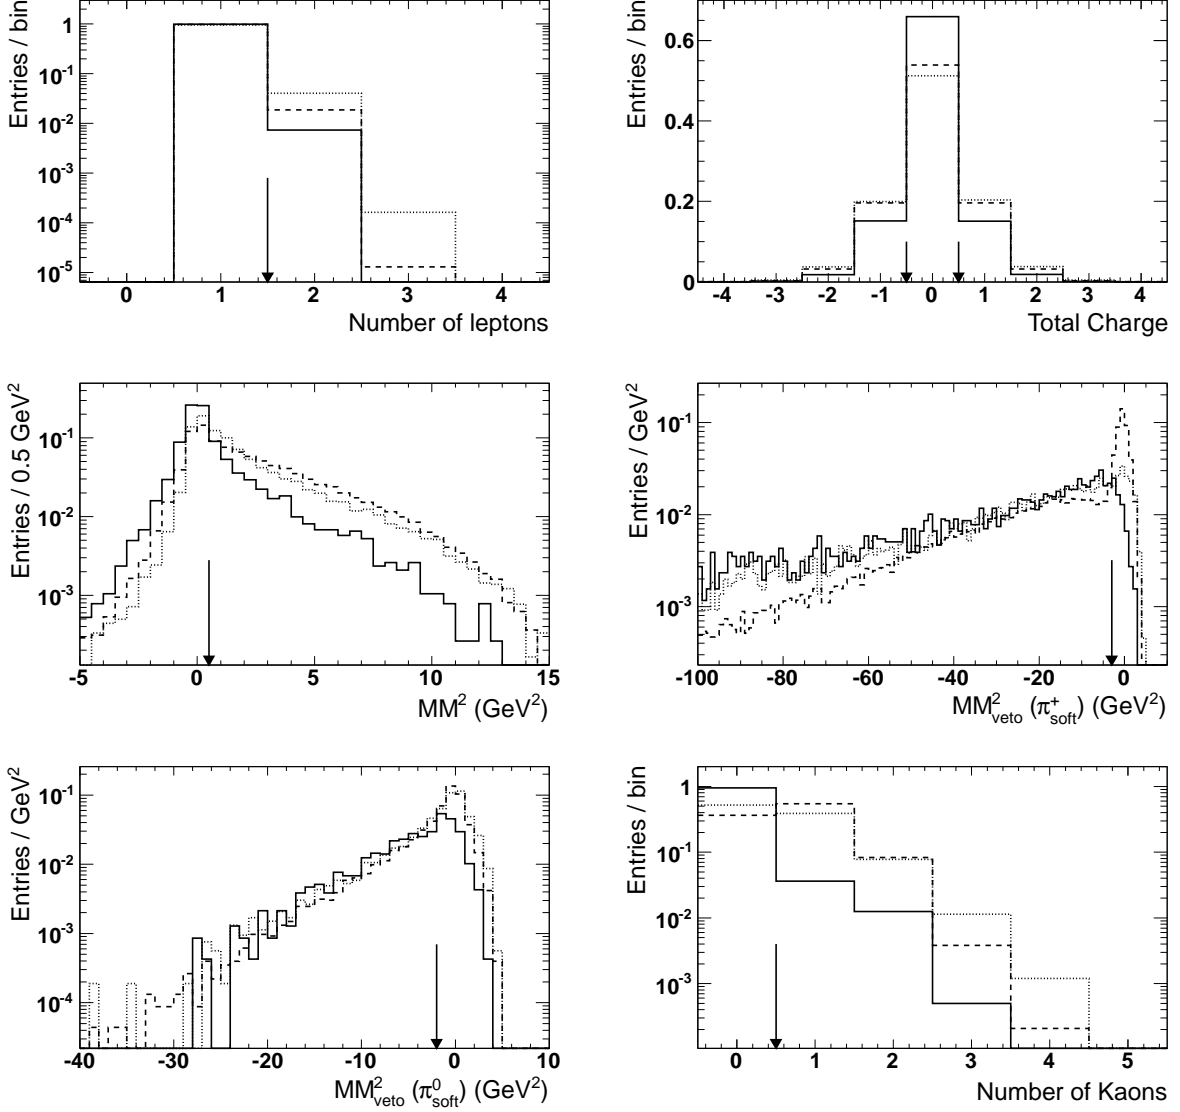 Entries / bin
1
10^-1
10^-2
10^-3
10^-4
10^-5
0 1 2 3 4
Number of leptons
Entries / bin
0.6
0.4
0.2
0
-4 -3 -2 -1 0 1 2 3 4
Total Charge
Entries / 0.5 GeV^2
10^-1
10^-2
10^-3
-5 0 5 10 15
MM^2 (GeV^2)
Entries / GeV^2
10^-1
10^-2
10^-3
-100 -80 -60 -40 -20 0
MM^2_veto (π^+_soft) (GeV^2)
Entries / GeV^2
10^-1
10^-2
10^-3
10^-4
-40 -30 -20 -10 0 10
MM^2_veto (π^0_soft) (GeV^2)
Entries / bin
1
10^-1
10^-2
10^-3
0 1 2 3 4 5
Number of Kaons